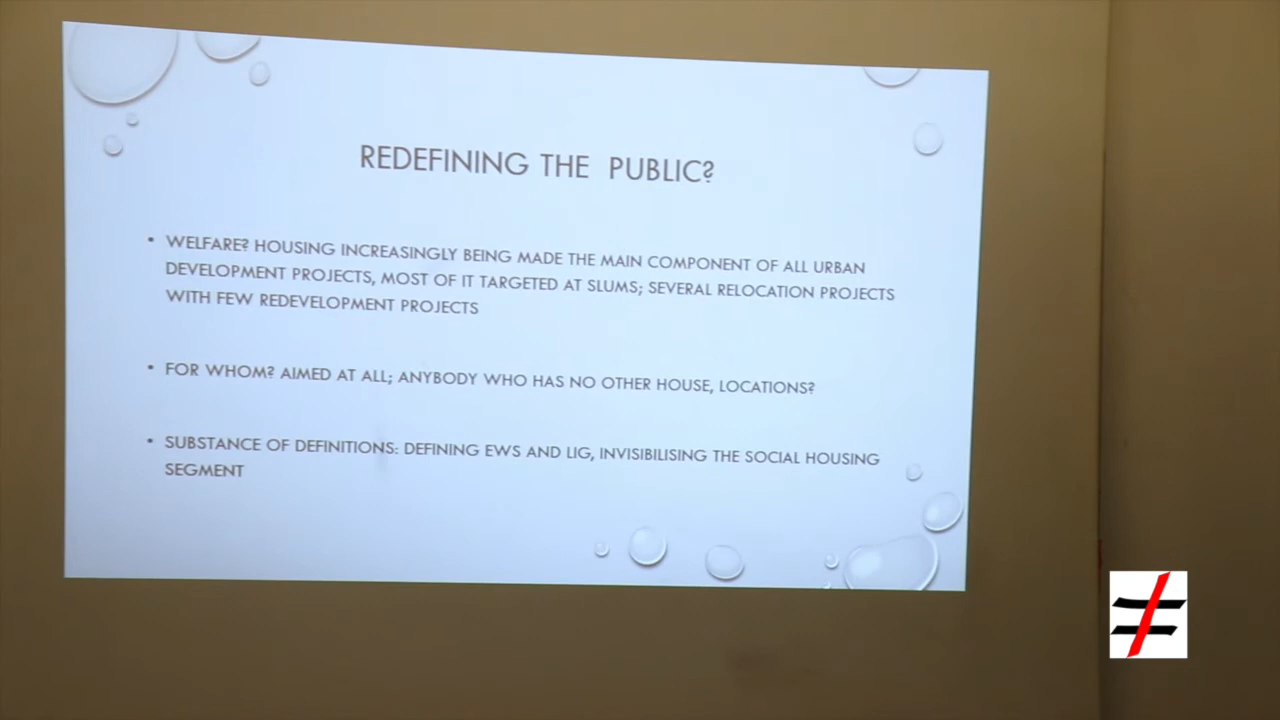 REDEFINING THE PUBLIC?
• WELFARE? HOUSING INCREASINGLY BEING MADE THE MAIN COMPONENT OF ALL URBAN
DEVELOPMENT PROJECTS, MOST OF IT TARGETED AT SLUMS; SEVERAL RELOCATION PROJECTS
WITH FEW REDEVELOPMENT PROJECTS
• FOR WHOM? AIMED AT ALL; ANYBODY WHO HAS NO OTHER HOUSE, LOCATIONS?
• SUBSTANCE OF DEFINITIONS: DEFINING EWS AND LIG, INVISIBILISING THE SOCIAL HOUSING
SEGMENT